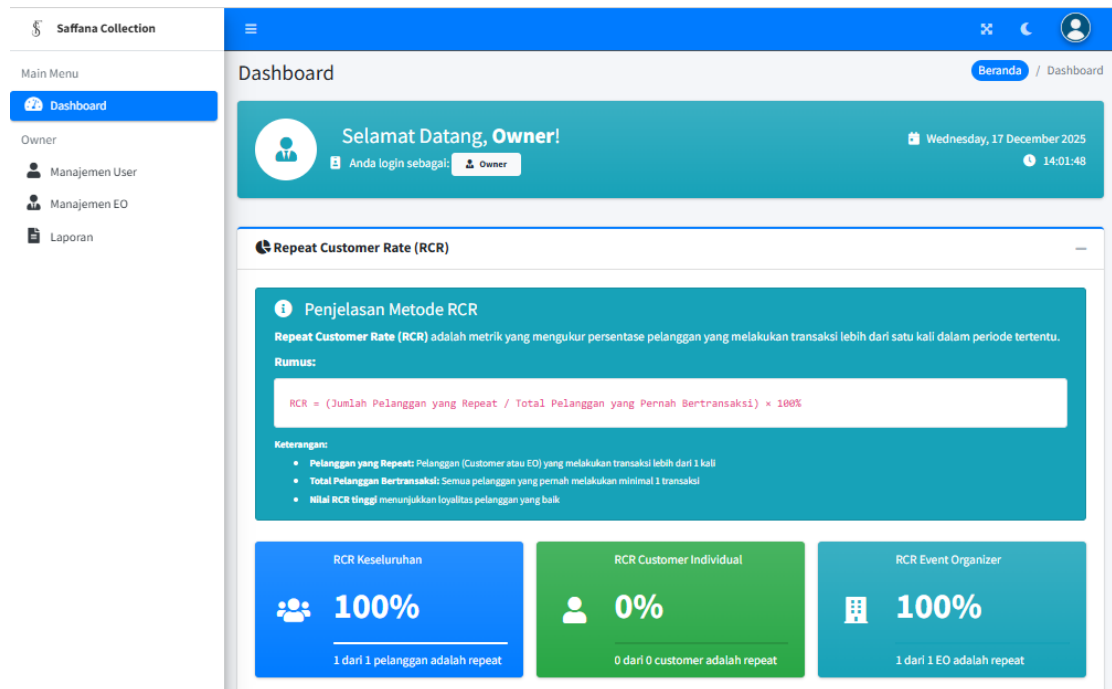 Saffana Collection
Main Menu
Dashboard
Owner
Manajemen User
Manajemen EO
Laporan
Dashboard
Beranda / Dashboard
Selamat Datang, Owner!
Anda login sebagai: Owner
Wednesday, 17 December 2025
14:01:48
Repeat Customer Rate (RCR)
Penjelasan Metode RCR
Repeat Customer Rate (RCR) adalah metrik yang mengukur persentase pelanggan yang melakukan transaksi lebih dari satu kali dalam periode tertentu.
Rumus:
RCR = (Jumlah Pelanggan yang Repeat / Total Pelanggan yang Pernah Bertransaksi) × 100%
Keterangan:
• Pelanggan yang Repeat: Pelanggan (Customer atau EO) yang melakukan transaksi lebih dari 1 kali
• Total Pelanggan Bertransaksi: Semua pelanggan yang pernah melakukan minimal 1 transaksi
• Nilai RCR tinggi menunjukkan loyalitas pelanggan yang baik
RCR Keseluruhan
100%
1 dari 1 pelanggan adalah repeat
RCR Customer Individual
0%
0 dari 0 customer adalah repeat
RCR Event Organizer
100%
1 dari 1 EO adalah repeat